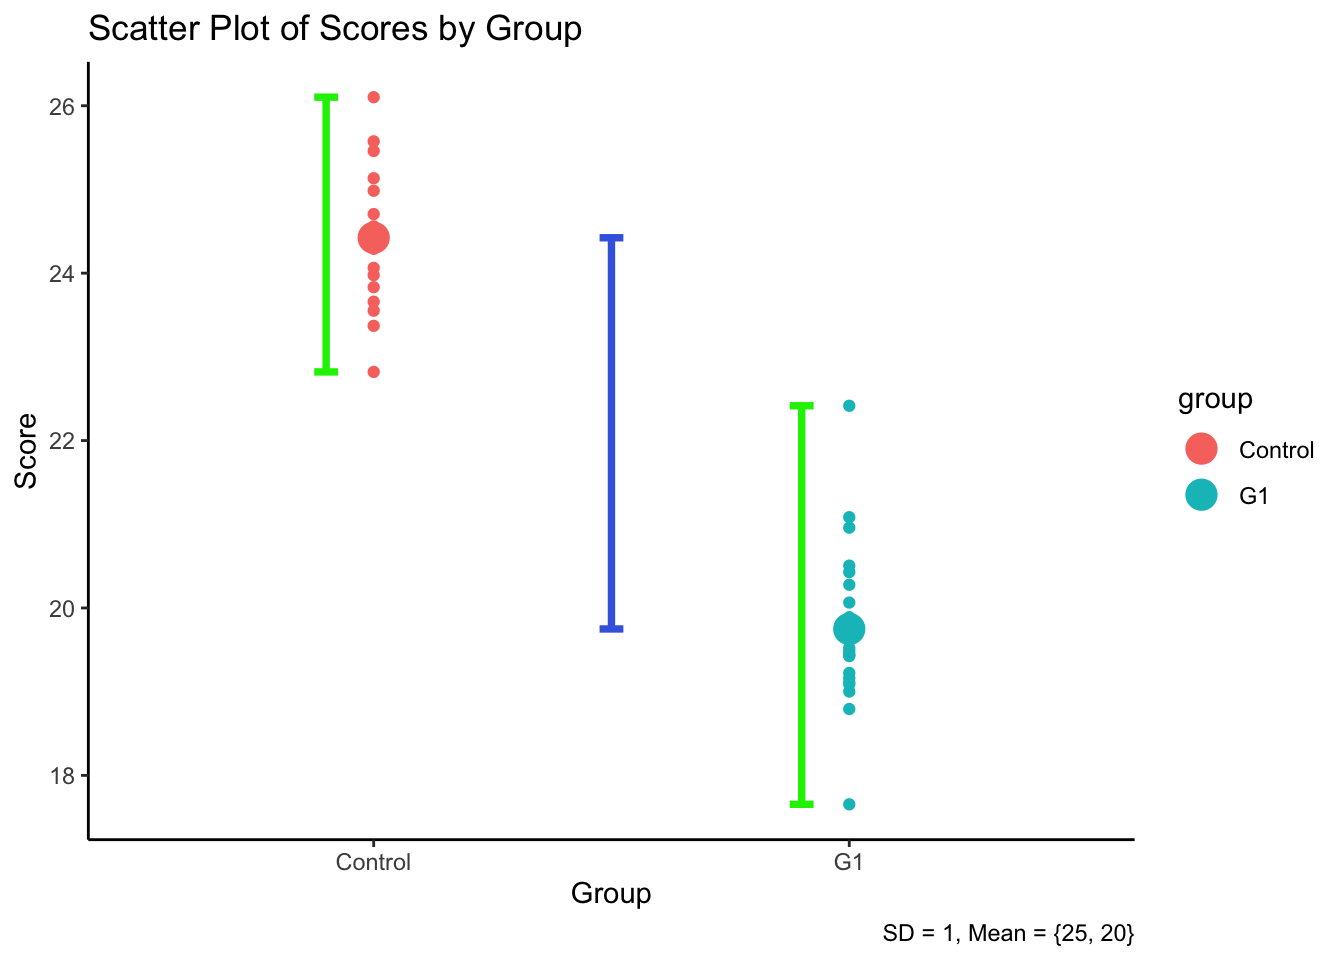 Scatter Plot of Scores by Group
26
24
22
20
18
Score
Control
G1
Group
group
Control
G1
SD = 1, Mean = {25, 20}